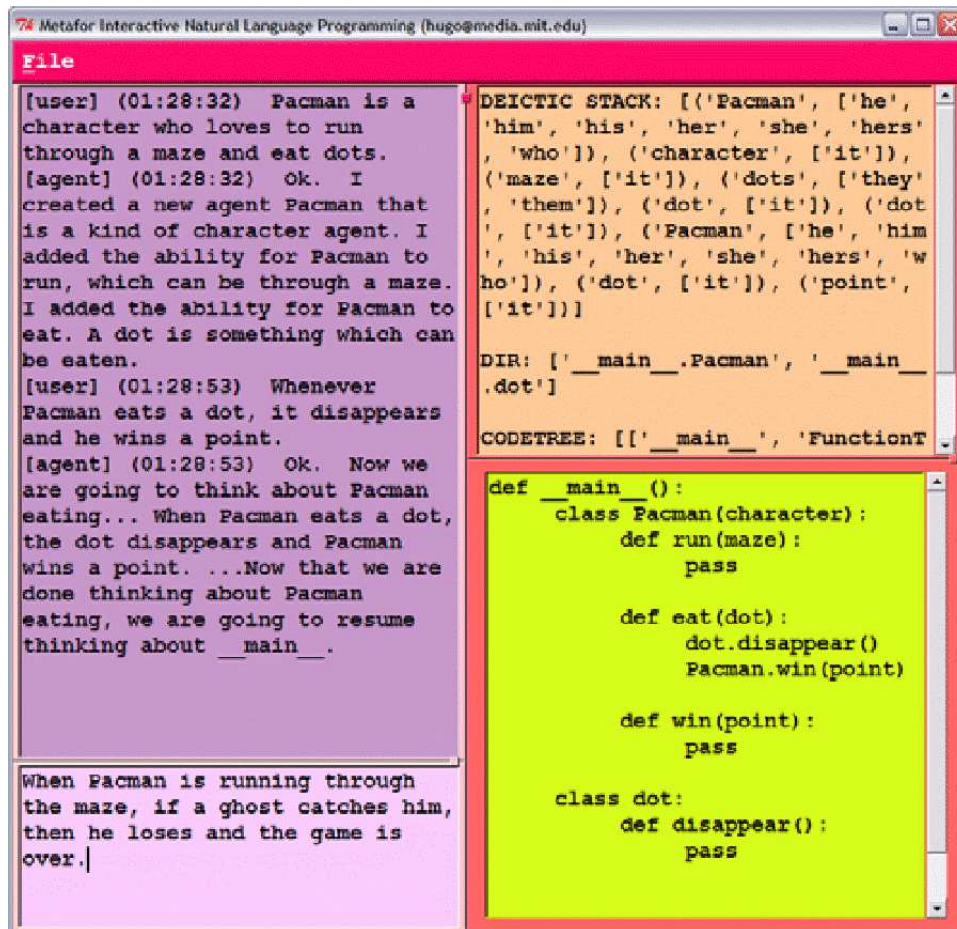 Metafor Interactive Natural Language Programming (hugo@media.mit.edu)
File
[user] (01:28:32)  Pacman is a
character who loves to run
through a maze and eat dots.
[agent] (01:28:32)  Ok.  I
created a new agent Pacman that
is a kind of character agent. I
added the ability for Pacman to
run, which can be through a maze.
I added the ability for Pacman to
eat. A dot is something which can
be eaten.
[user] (01:28:53)  Whenever
Pacman eats a dot, it disappears
and he wins a point.
[agent] (01:28:53)  Ok.  Now we
are going to think about Pacman
eating... When Pacman eats a dot,
the dot disappears and Pacman
wins a point. ...Now that we are
done thinking about Pacman
eating, we are going to resume
thinking about __main__.
When Pacman is running through
the maze, if a ghost catches him,
then he loses and the game is
over.
DEICTIC STACK: [('Pacman', ['he',
'him', 'his', 'her', 'she', 'hers'
, 'who']), ('character', ['it']),
('maze', ['it']), ('dots', ['they'
, 'them']), ('dot', ['it']), ('dot
', ['it']), ('Pacman', ['he', 'him
', 'his', 'her', 'she', 'hers', 'w
ho']), ('dot', ['it']), ('point',
['it'])]
DIR: ['__main__.Pacman', '__main__
.dot']
CODETREE: [['__main__', 'FunctionT
def __main__():
class Pacman(character):
def run(maze):
pass
def eat(dot):
dot.disappear()
Pacman.win(point)
def win(point):
pass
class dot:
def disappear():
pass